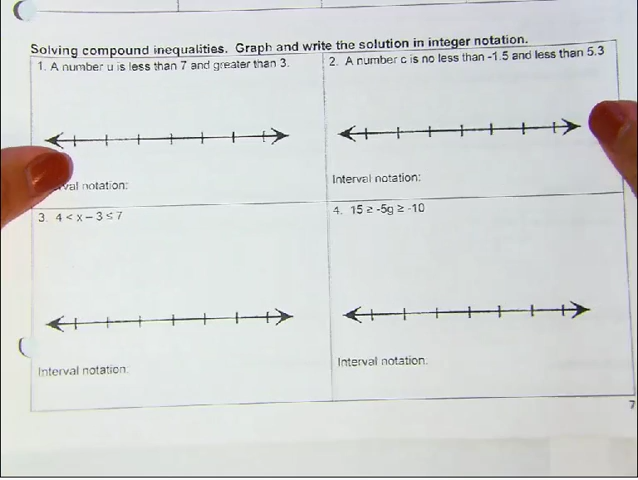 Solving compound inequalities. Graph and write the solution in integer notation.
1. A number u is less than 7 and greater than 3.
2. A number c is no less than -1.5 and less than 5.3
notation:
Interval notation:
3. 4 < x – 3 ≤ 7
4. 15 ≥ -5g ≥ -10
Interval notation:
Interval notation:
7